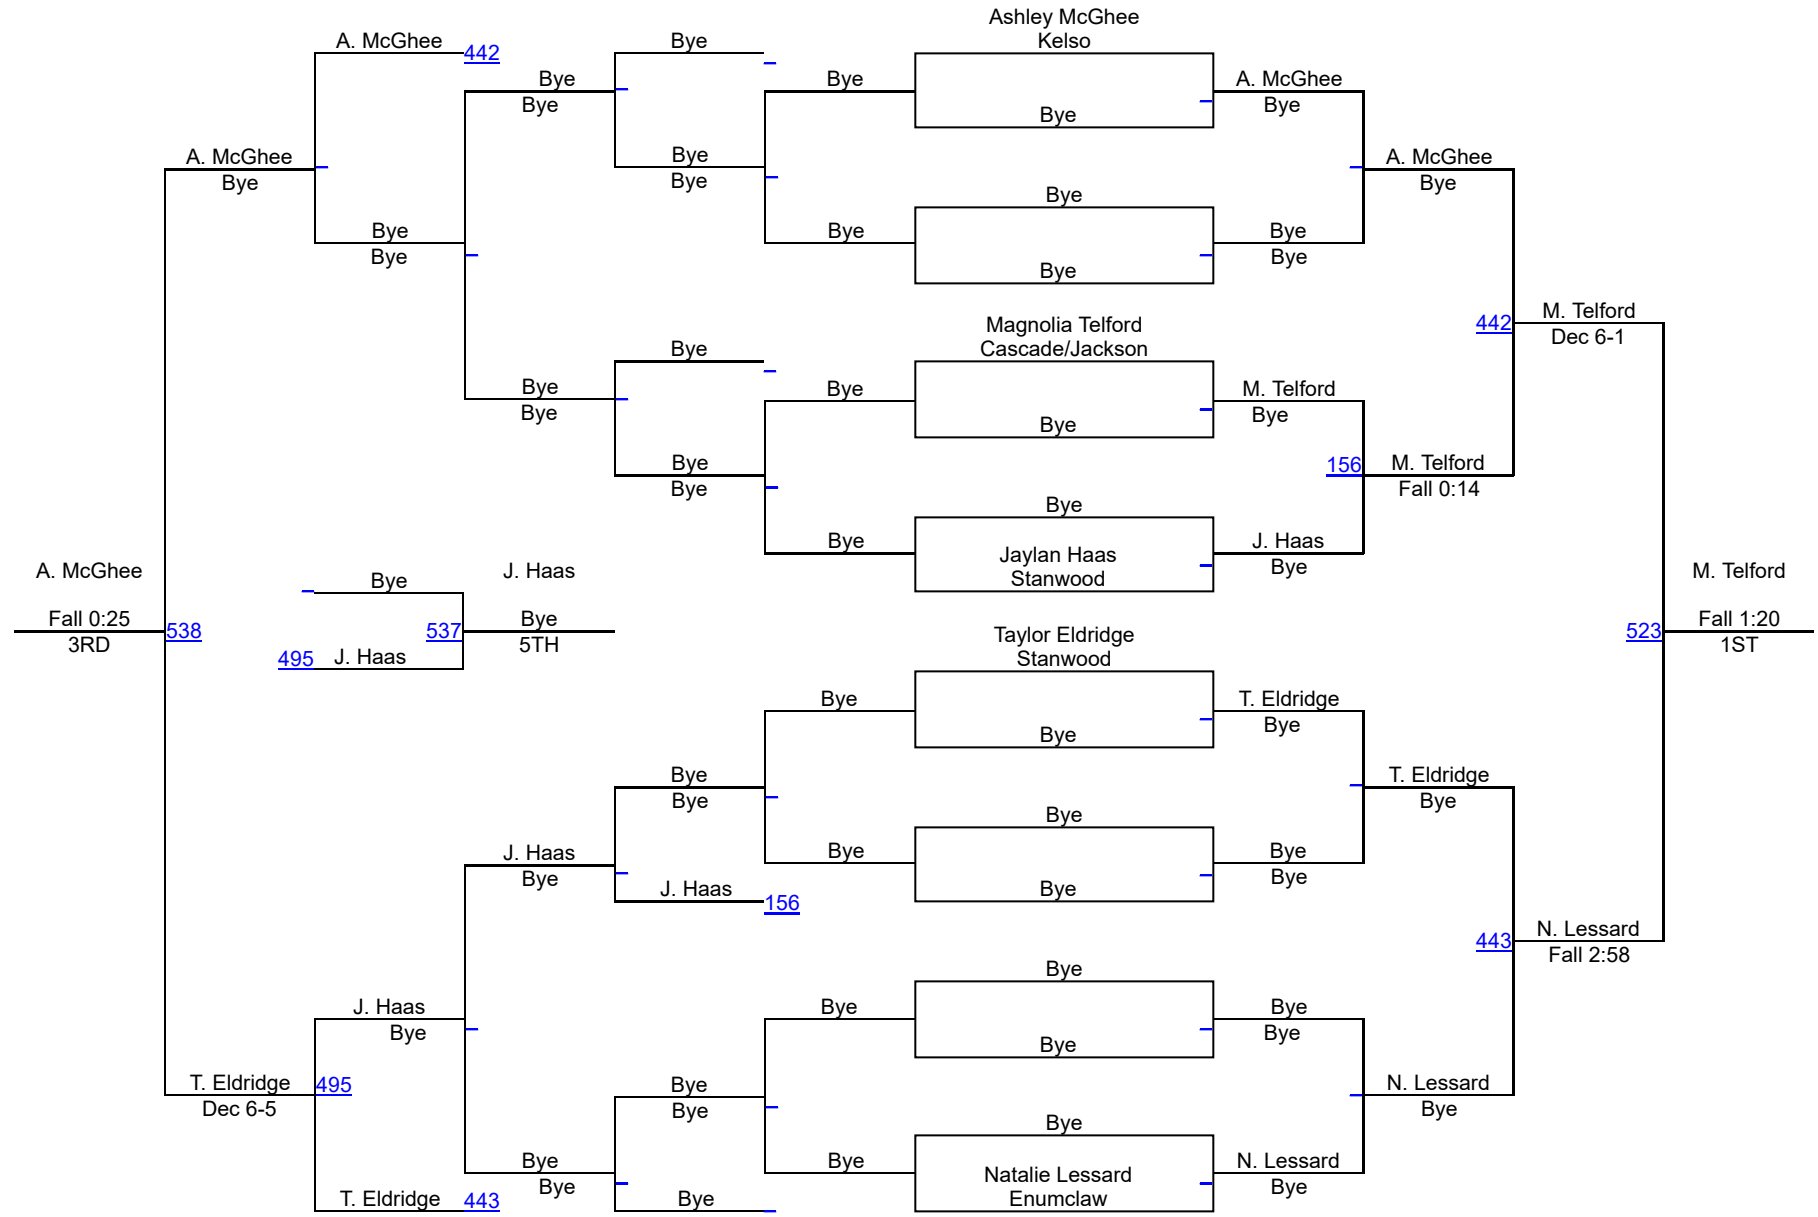 Ashley McGhee
A. McGhee
442
Bye
Kelso
Bye
Bye
Bye
A. McGhee
Bye
Bye
Bye
A. McGhee
Bye
Bye
A. McGhee
Bye
Bye
Bye
Bye
Bye
Bye
Bye
Bye
Bye
Bye
Bye
Magnolia Telford
M. Telford
442
Dec 6-1
Bye
Cascade/Jackson
Bye
Bye
M. Telford
Bye
Bye
Bye
Bye
Bye
156
M. Telford
Fall 0:14
Bye
Bye
Jaylan Haas
J. Haas
Stanwood
Bye
A. McGhee
Fall 0:25
538
3RD
Bye
J. Haas
537
Bye
5TH
495
J. Haas
M. Telford
523
Fall 1:20
1ST
Taylor Eldridge
Stanwood
Bye
T. Eldridge
Bye
Bye
Bye
Bye
T. Eldridge
Bye
Bye
J. Haas
Bye
Bye
Bye
Bye
Bye
J. Haas
156
443
N. Lessard
Fall 2:58
Bye
J. Haas
Bye
Bye
Bye
Bye
Bye
T. Eldridge
495
Dec 6-5
Bye
Bye
N. Lessard
Bye
Bye
Bye
Bye
Bye
Natalie Lessard
N. Lessard
Enumclaw
Bye
T. Eldridge
443
Bye